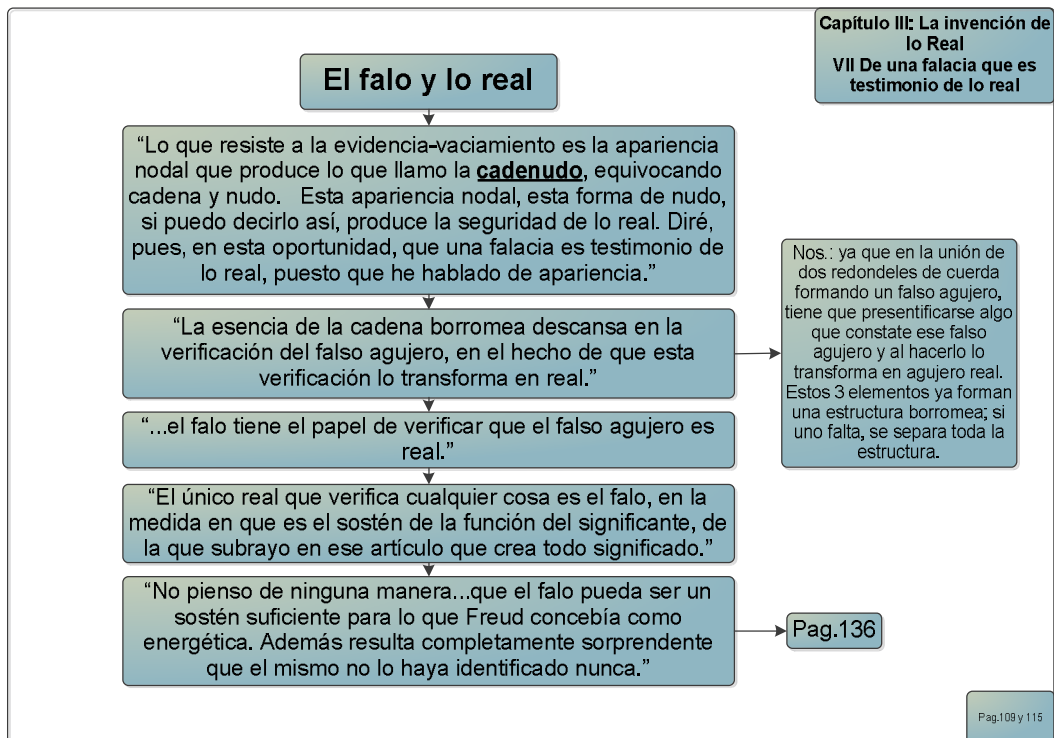 Capítulo III: La invención de
lo Real
VII De una falacia que es
testimonio de lo real
El falo y lo real
“Lo que resiste a la evidencia-vaciamiento es la apariencia
nodal que produce lo que llamo la cadenudo, equivocando
cadena y nudo. Esta apariencia nodal, esta forma de nudo,
si puedo decirlo así, produce la seguridad de lo real. Diré,
pues, en esta oportunidad, que una falacia es testimonio de
lo real, puesto que he hablado de apariencia.”
“La esencia de la cadena borromea descansa en la
verificación del falso agujero, en el hecho de que esta
verificación lo transforma en real.”
Nos.: ya que en la unión de
dos redondeles de cuerda
formando un falso agujero,
tiene que presentificarse algo
que constate ese falso
agujero y al hacerlo lo
transforma en agujero real.
Estos 3 elementos ya forman
una estructura borromea; si
uno falta, se separa toda la
estructura.
“...el falo tiene el papel de verificar que el falso agujero es
real.”
“El único real que verifica cualquier cosa es el falo, en la
medida en que es el sostén de la función del significante, de
la que subrayo en ese artículo que crea todo significado.”
“No pienso de ninguna manera...que el falo pueda ser un
sostén suficiente para lo que Freud concebía como
energética. Además resulta completamente sorprendente
que el mismo no lo haya identificado nunca.”
Pag.136
Pag.109 y 115